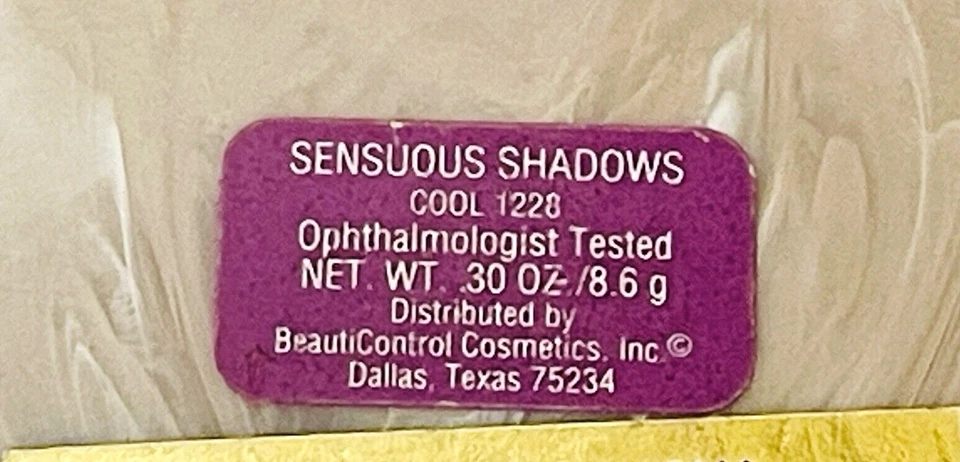 SENSUOUS SHADOWS
COOL 1228
Ophthalmologist Tested
NET. WT. .30 OZ./8.6 g
Distributed by
BeautiControl Cosmetics, Inc.©
Dallas, Texas 75234